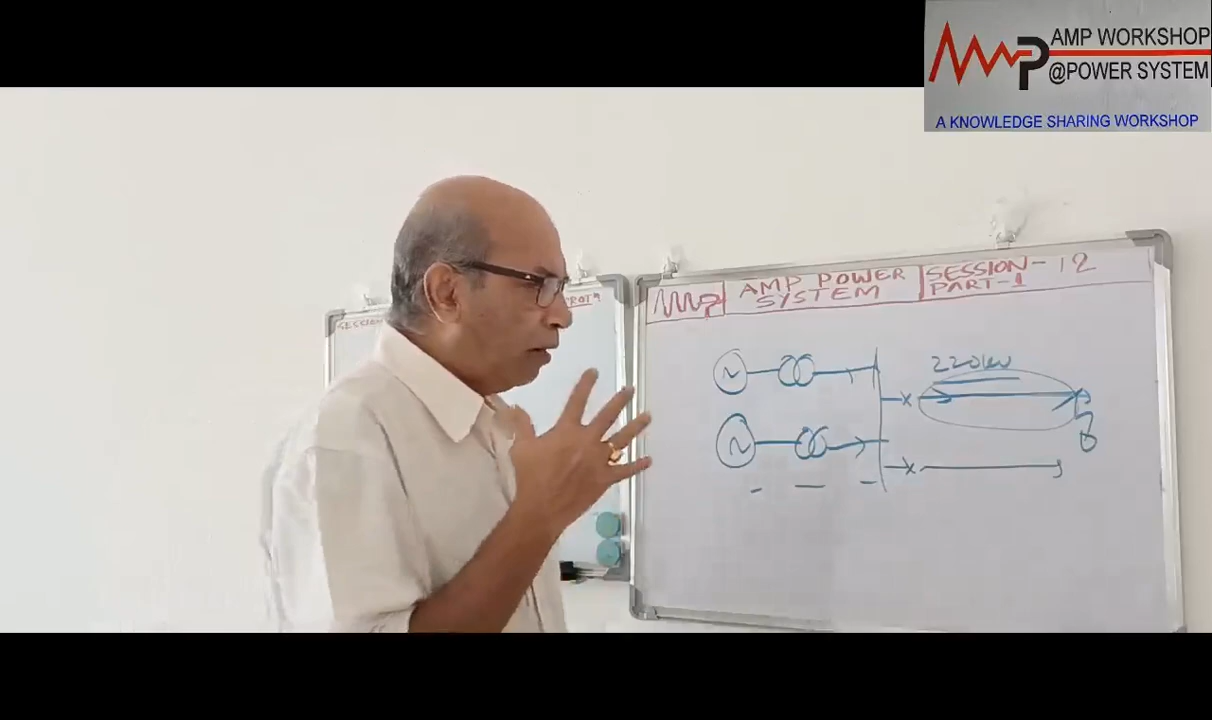 AMP WORKSHOP
@POWER SYSTEM
A KNOWLEDGE SHARING WORKSHOP
AMP POWER
SYSTEM
SESSION-12
PART-1
220kv